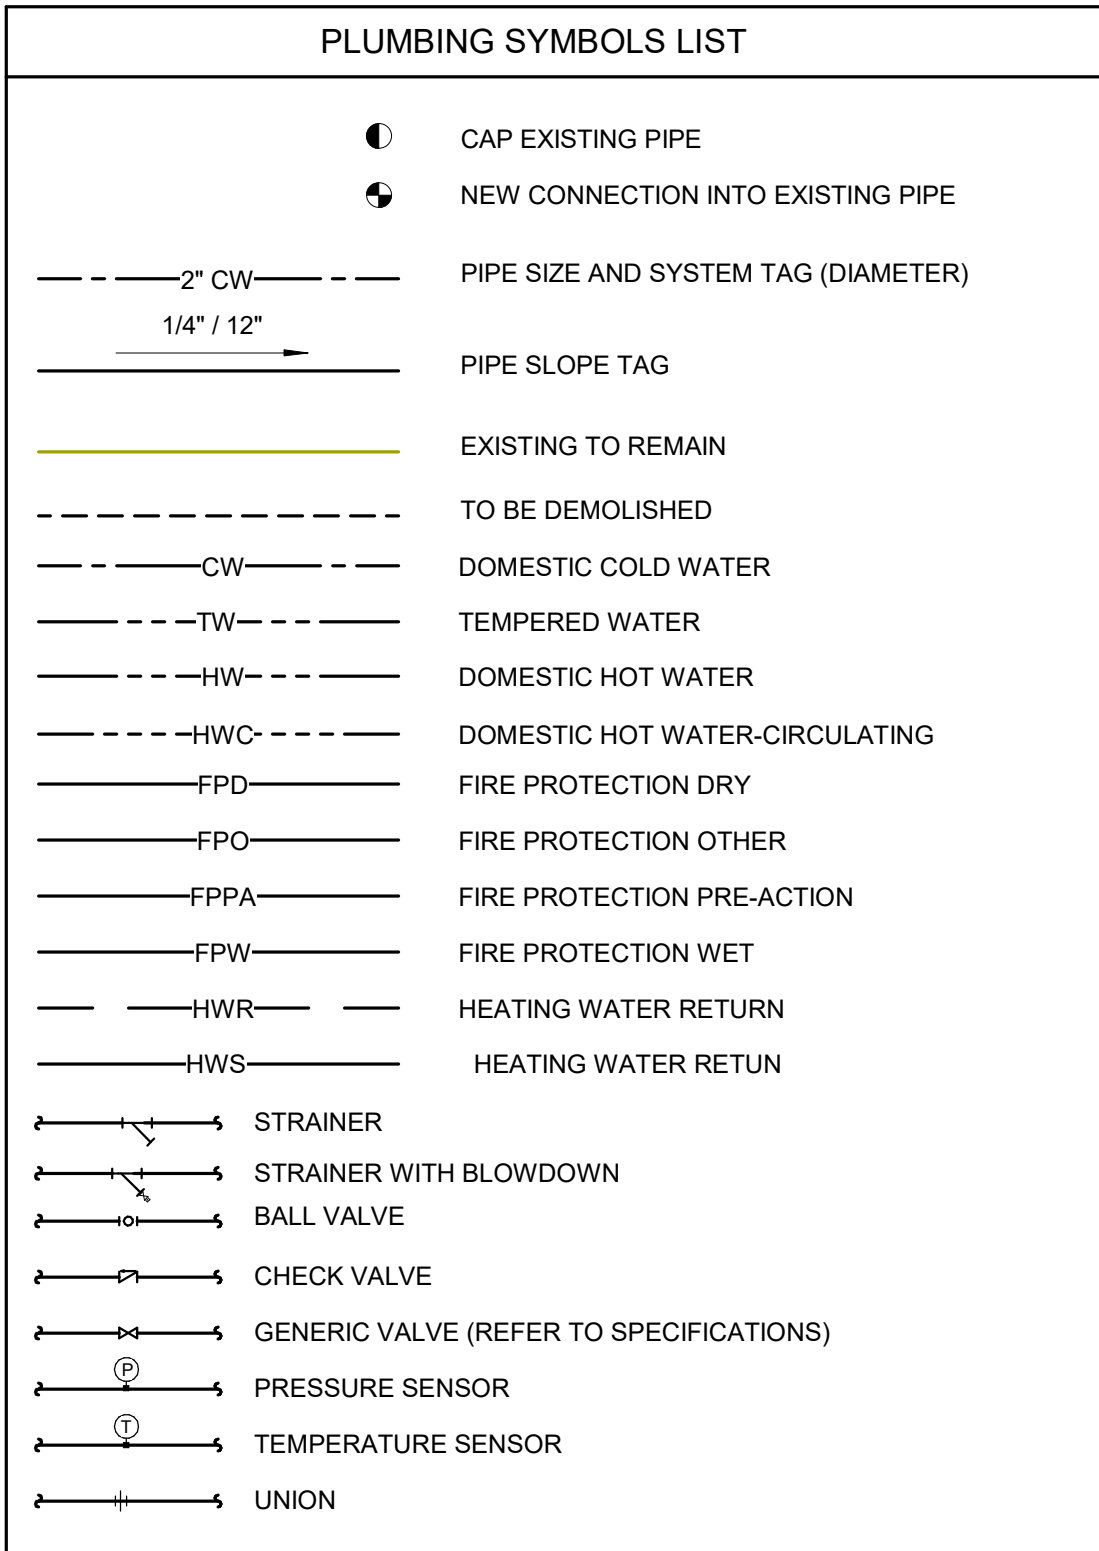 PLUMBING SYMBOLS LIST
CAP EXISTING PIPE
NEW CONNECTION INTO EXISTING PIPE
2" CW PIPE SIZE AND SYSTEM TAG (DIAMETER)
1/4" / 12"
PIPE SLOPE TAG
EXISTING TO REMAIN
TO BE DEMOLISHED
CW DOMESTIC COLD WATER
TW TEMPERED WATER
HW DOMESTIC HOT WATER
HWC DOMESTIC HOT WATER-CIRCULATING
FPD FIRE PROTECTION DRY
FPO FIRE PROTECTION OTHER
FPPA FIRE PROTECTION PRE-ACTION
FPW FIRE PROTECTION WET
HWR HEATING WATER RETURN
HWS HEATING WATER RETUN
STRAINER
STRAINER WITH BLOWDOWN
BALL VALVE
CHECK VALVE
GENERIC VALVE (REFER TO SPECIFICATIONS)
P PRESSURE SENSOR
T TEMPERATURE SENSOR
UNION